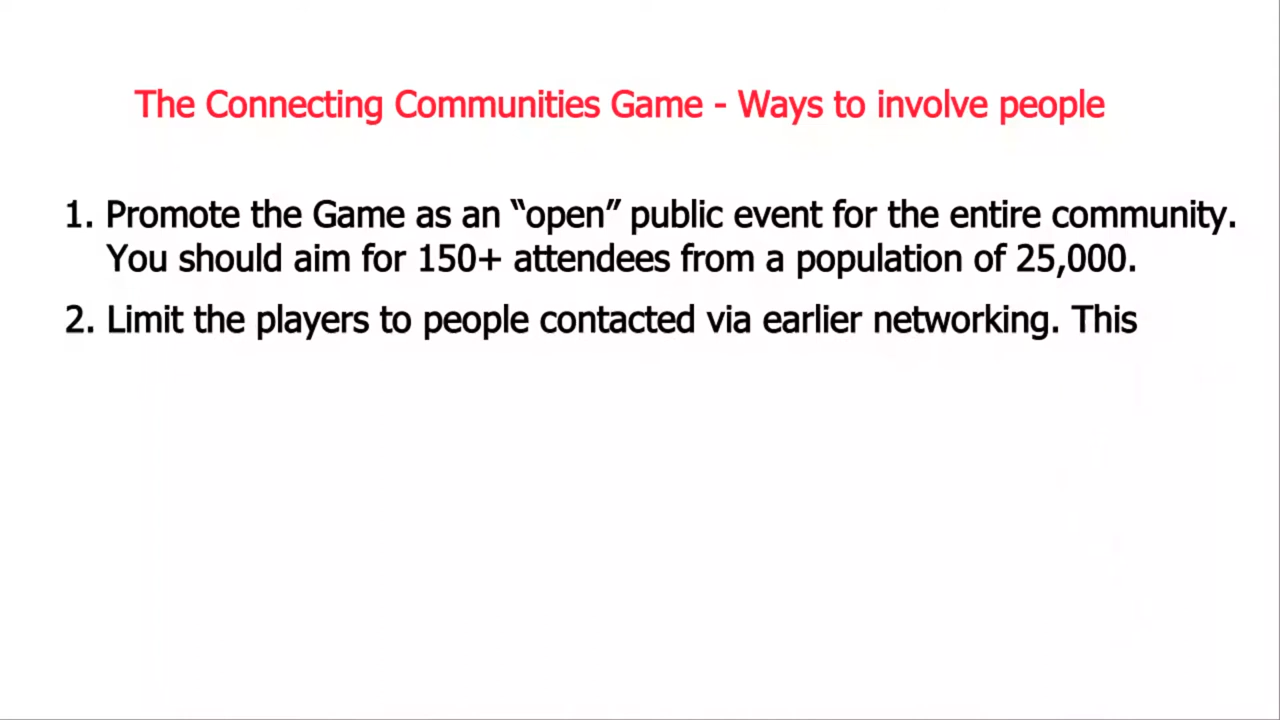 The Connecting Communities Game - Ways to involve people
1. Promote the Game as an “open” public event for the entire community.
You should aim for 150+ attendees from a population of 25,000.
2. Limit the players to people contacted via earlier networking. This